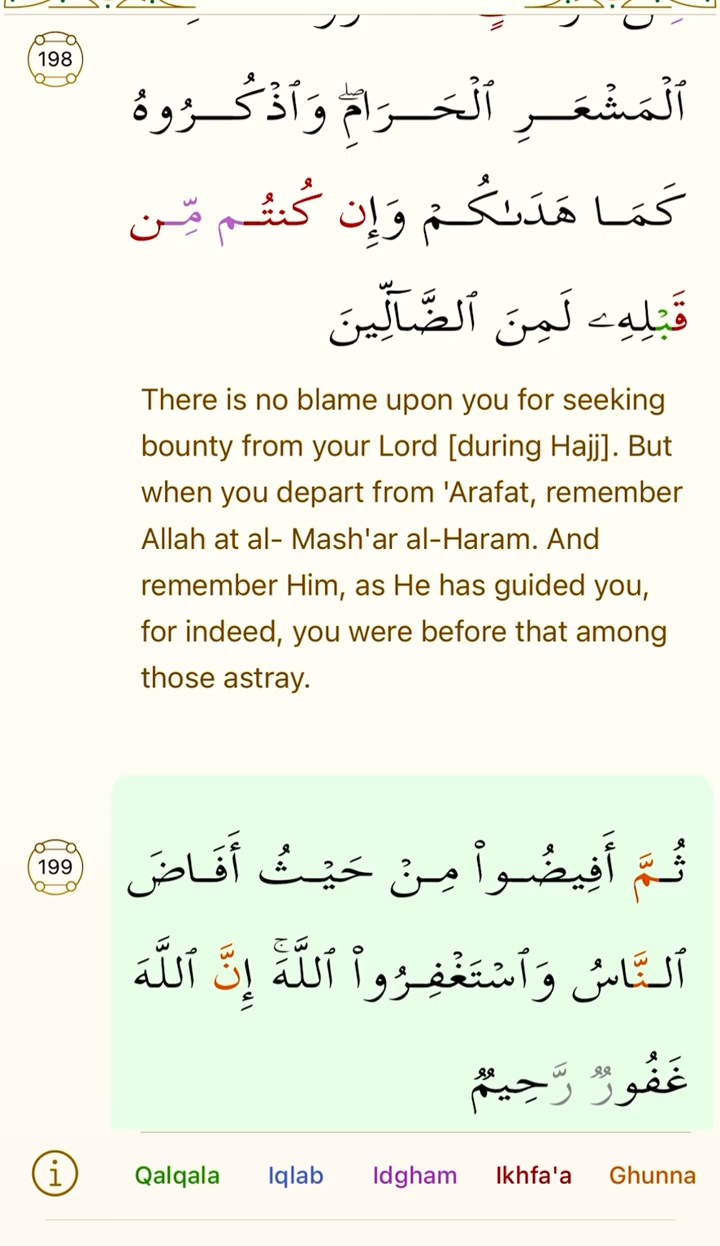 198
ٱلْمَشْعَرِ ٱلْحَرَامِۖ وَٱذْكُرُوهُ
كَمَا هَدَىٰكُمْ وَإِن كُنتُم مِّن
قَبْلِهِۦ لَمِنَ ٱلضَّآلِّينَ
There is no blame upon you for seeking
bounty from your Lord [during Hajj]. But
when you depart from 'Arafat, remember
Allah at al- Mash'ar al-Haram. And
remember Him, as He has guided you,
for indeed, you were before that among
those astray.
199
ثُمَّ أَفِيضُوا۟ مِنْ حَيْثُ أَفَاضَ
ٱلنَّاسُ وَٱسْتَغْفِرُوا۟ ٱللَّهَۚ إِنَّ ٱللَّهَ
غَفُورٌ رَّحِيمٌ
i Qalqala Iqlab Idgham Ikhfa'a Ghunna